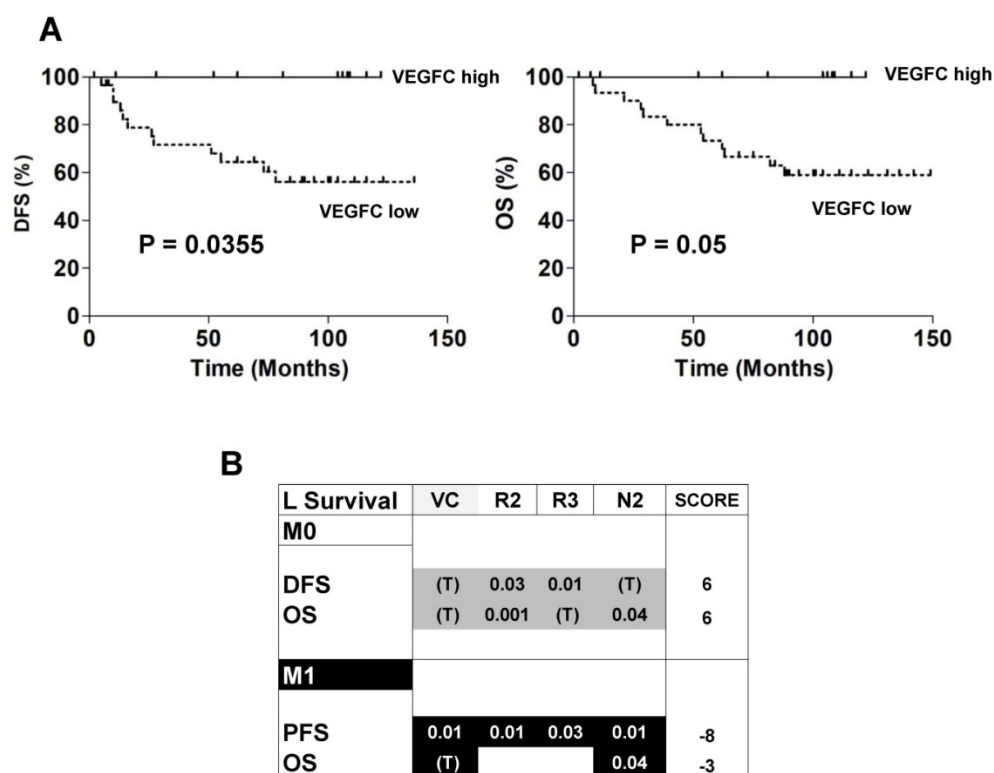 A
100 VEGFC high
80
60
40 VEGFC low
20 P = 0.0355
0
DFS (%)
0 50 100 150
Time (Months)
100 VEGFC high
80
60
40 VEGFC low
20 P = 0.05
0
OS (%)
0 50 100 150
Time (Months)
B
L Survival VC R2 R3 N2 SCORE
M0
DFS (T) 0.03 0.01 (T) 6
OS (T) 0.001 (T) 0.04 6
M1
PFS 0.01 0.01 0.03 0.01 -8
OS (T) 0.04 -3